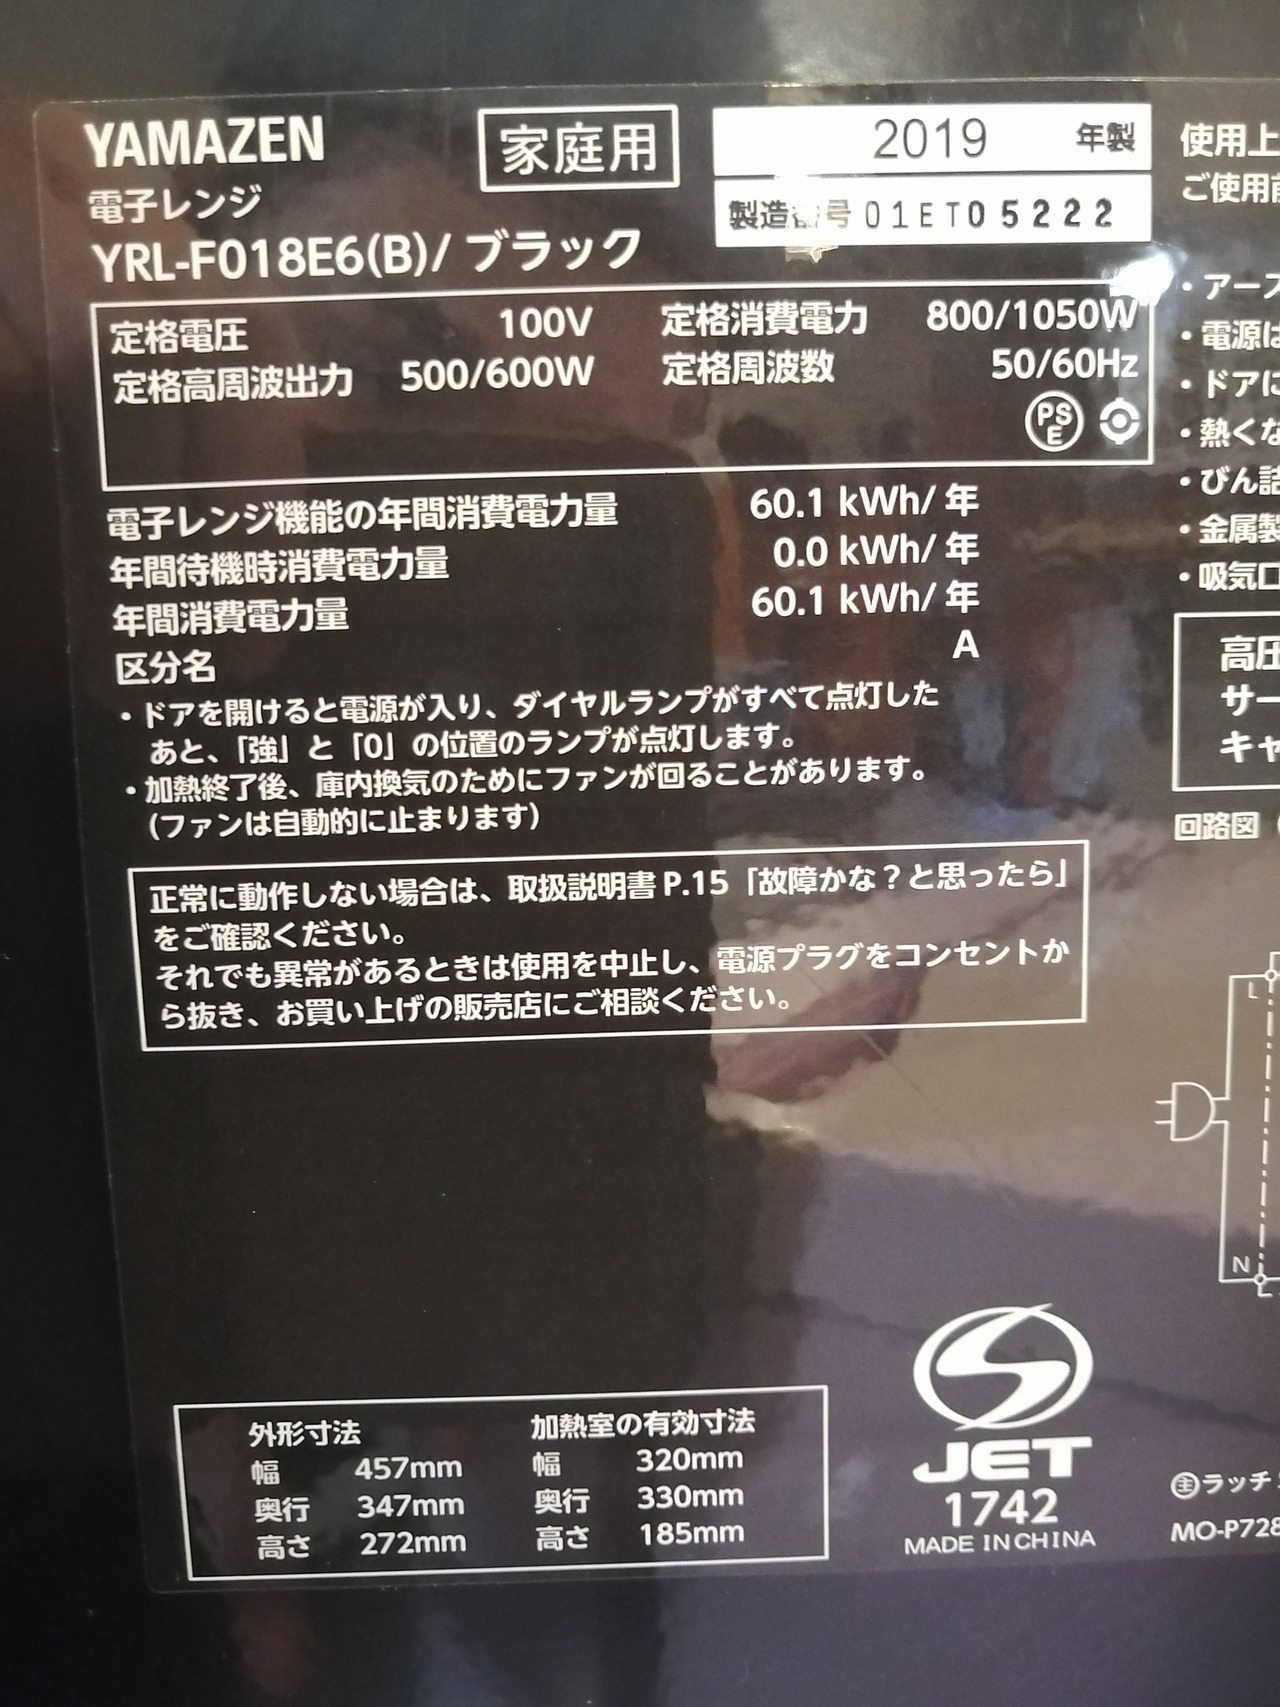 YAMAZEN
家庭用
2019 年製
製造番号 01ET05222
電子レンジ
YRL-F018E6(B)/ ブラック
定格電圧 100V 定格消費電力 800/1050W
定格高周波出力 500/600W 定格周波数 50/60Hz
PSE
電子レンジ機能の年間消費電力量 60.1 kWh/ 年
年間待機時消費電力量 0.0 kWh/ 年
年間消費電力量 60.1 kWh/ 年
区分名 A
・ドアを開けると電源が入り、ダイヤルランプがすべて点灯した
あと、「強」と「0」の位置のランプが点灯します。
・加熱終了後、庫内換気のためにファンが回ることがあります。
(ファンは自動的に止まります)
正常に動作しない場合は、取扱説明書 P.15「故障かな？と思ったら」
をご確認ください。
それでも異常があるときは使用を中止し、電源プラグをコンセントか
ら抜き、お買い上げの販売店にご相談ください。
外形寸法 加熱室の有効寸法
幅 457mm 幅 320mm
奥行 347mm 奥行 330mm
高さ 272mm 高さ 185mm
JET
1742
MADE IN CHINA
使用上
ご使用前
・アース
・電源は
・ドアに
・熱くな
・びん詰
・金属製
・吸気口
高圧
サー
キャ
回路図
L
N
主ラッチ
MO-P728